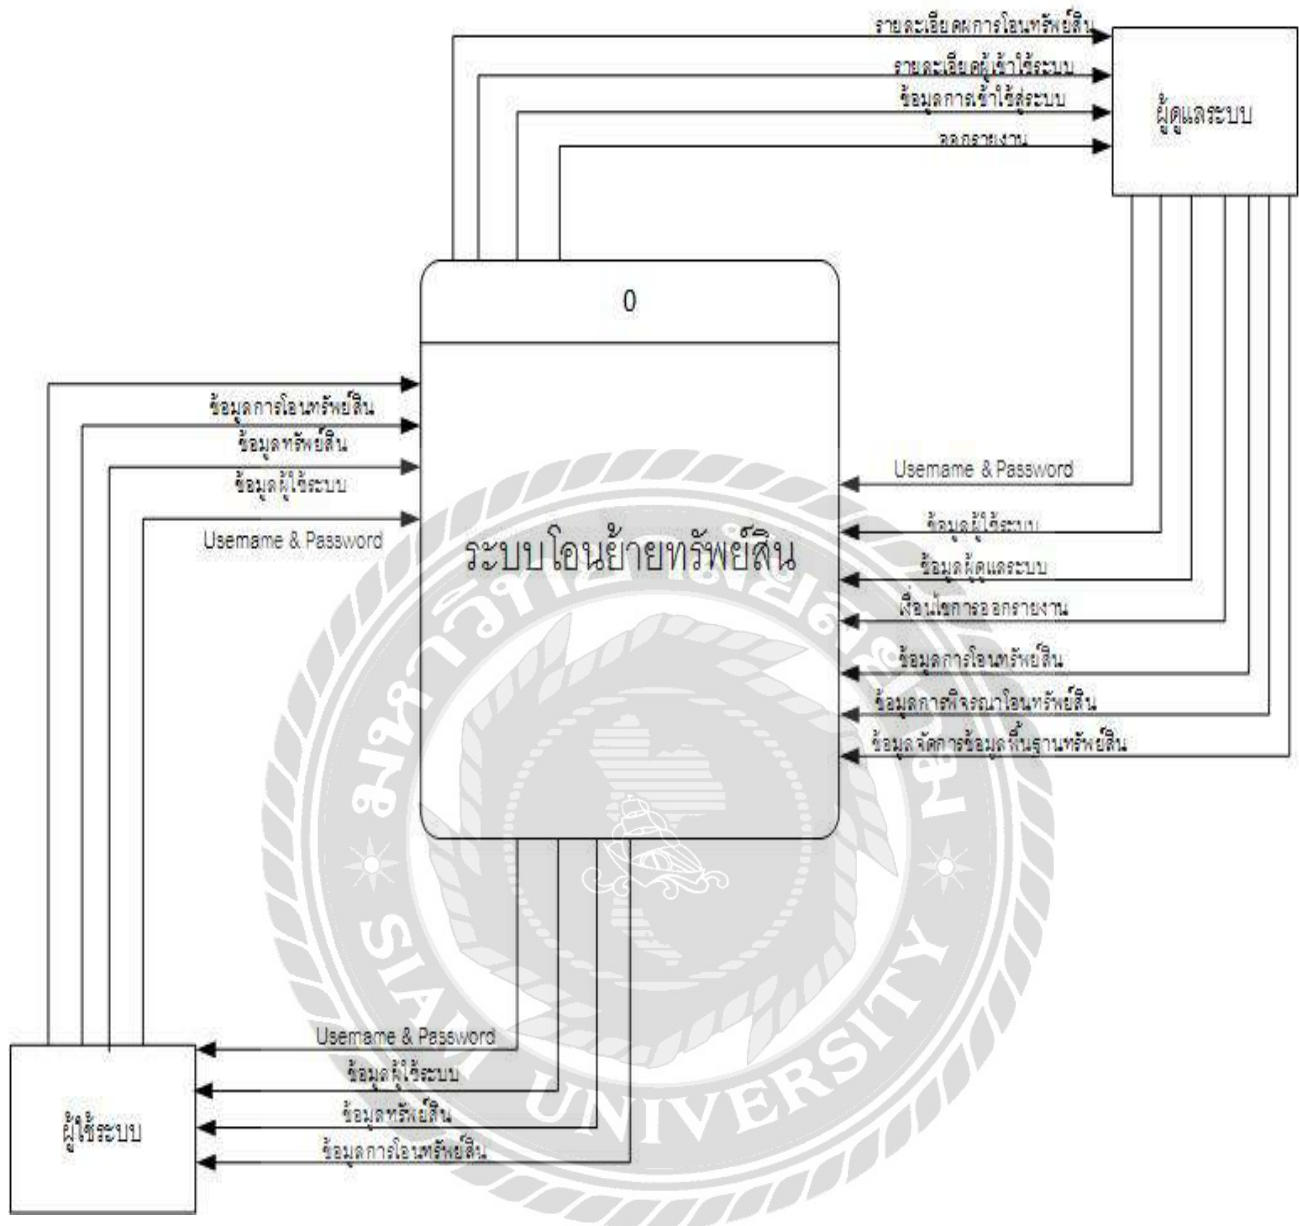 รายละเอียดผการโอนทรัพย์สิน
รายละเอียดผู้เข้าใช้ระบบ
ข้อมูลการเข้าใช้สู่ระบบ
ออกรายงาน
ผู้ดูแลระบบ
0
ข้อมูลการโอนทรัพย์สิน
ข้อมูลทรัพย์สิน
ข้อมูลผู้ใช้ระบบ
Username & Password
ระบบโอนย้ายทรัพย์สิน
Username & Password
ข้อมูลผู้ใช้ระบบ
ข้อมูลผู้ดูแลระบบ
เงื่อนไขการออกรายงาน
ข้อมูลการโอนทรัพย์สิน
ข้อมูลการพิจรณาโอนทรัพย์สิน
ข้อมูลจัดการข้อมูลพื้นฐานทรัพย์สิน
มหาวิทยาลัยสยาม
SIAM UNIVERSITY
Username & Password
ข้อมูลผู้ใช้ระบบ
ข้อมูลทรัพย์สิน
ข้อมูลการโอนทรัพย์สิน
ผู้ใช้ระบบ